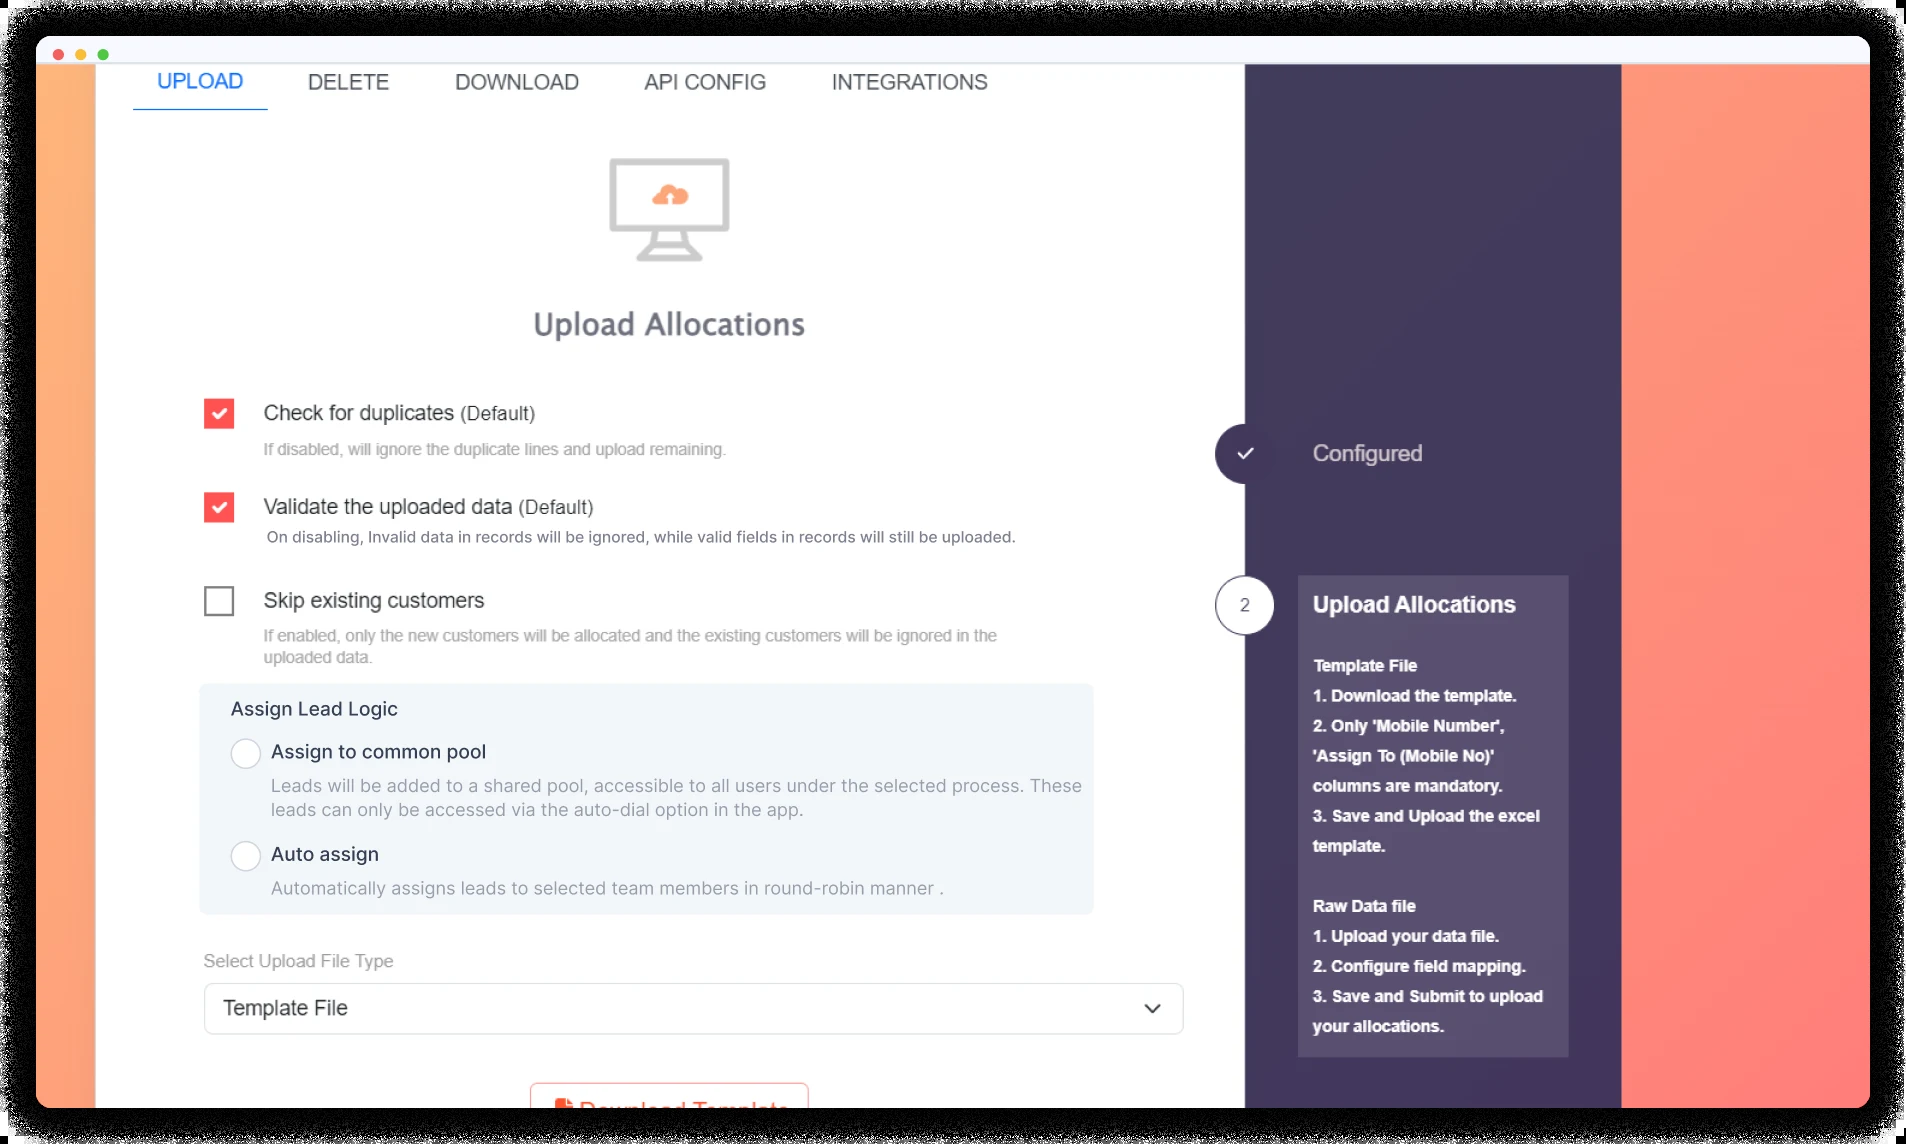 UPLOAD DELETE DOWNLOAD API CONFIG INTEGRATIONS
Upload Allocations
Check for duplicates (Default)
If disabled, will ignore the duplicate lines and upload remaining.
Validate the uploaded data (Default)
On disabling, Invalid data in records will be ignored, while valid fields in records will still be uploaded.
Skip existing customers
If enabled, only the new customers will be allocated and the existing customers will be ignored in the
uploaded data.
Assign Lead Logic
Assign to common pool
Leads will be added to a shared pool, accessible to all users under the selected process. These
leads can only be accessed via the auto-dial option in the app.
Auto assign
Automatically assigns leads to selected team members in round-robin manner .
Select Upload File Type
Template File
Download Template
Configured
2
Upload Allocations
Template File
1. Download the template.
2. Only 'Mobile Number',
'Assign To (Mobile No)'
columns are mandatory.
3. Save and Upload the excel
template.
Raw Data file
1. Upload your data file.
2. Configure field mapping.
3. Save and Submit to upload
your allocations.